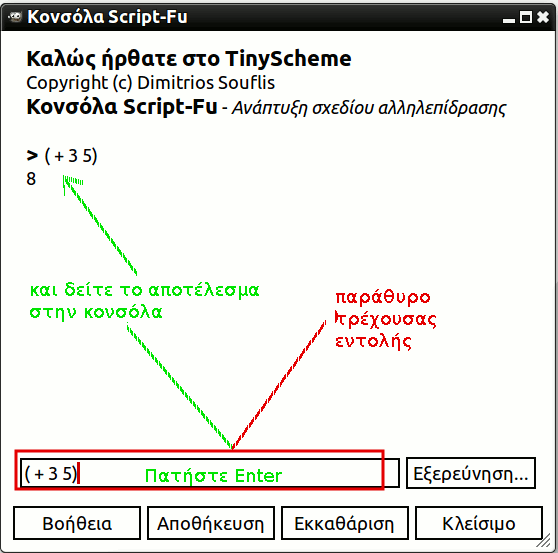 Κονσόλα Script-Fu
Καλώς ήρθατε στο TinyScheme
Copyright (c) Dimitrios Souflis
Κονσόλα Script-Fu - Ανάπτυξη σχεδίου αλληλεπίδρασης
> ( + 3 5)
8
και δείτε το αποτέλεσμα
στην κονσόλα
παράθυρο
τρέχουσας
εντολής
( + 3 5)
Πατήστε Enter
Εξερεύνηση...
Βοήθεια
Αποθήκευση
Εκκαθάριση
Κλείσιμο